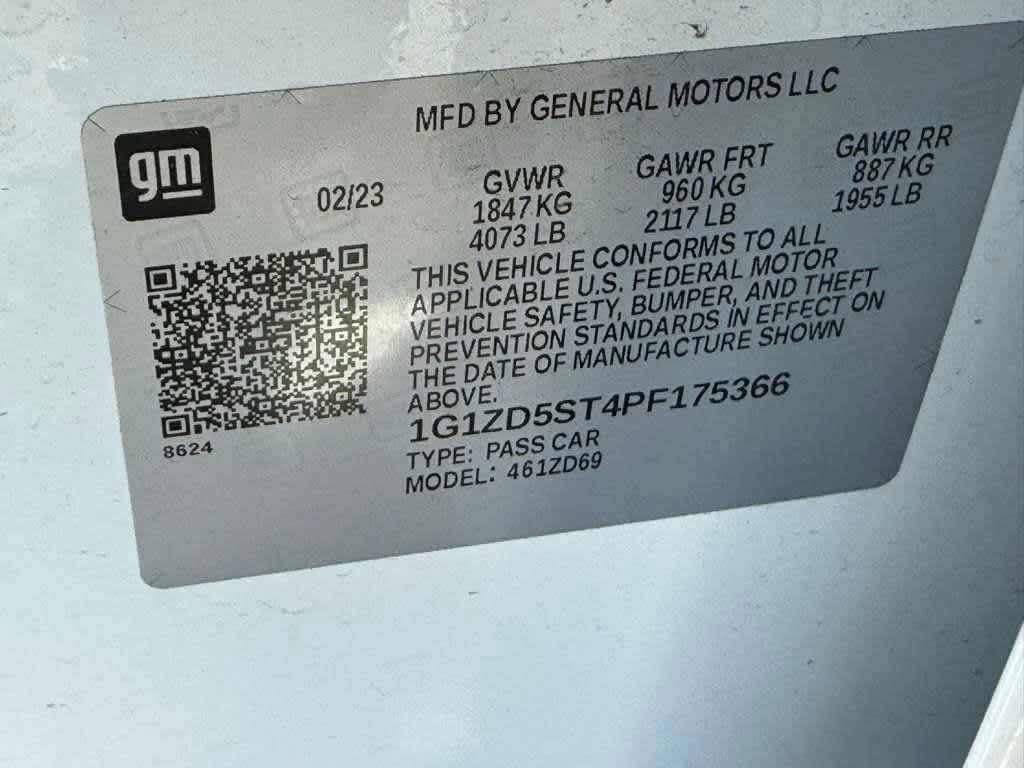 MFD BY GENERAL MOTORS LLC
gm
02/23
GVWR
1847 KG
4073 LB
GAWR FRT
960 KG
2117 LB
GAWR RR
887 KG
1955 LB
THIS VEHICLE CONFORMS TO ALL
APPLICABLE U.S. FEDERAL MOTOR
VEHICLE SAFETY, BUMPER, AND THEFT
PREVENTION STANDARDS IN EFFECT ON
THE DATE OF MANUFACTURE SHOWN
ABOVE.
1G1ZD5ST4PF175366
TYPE: PASS CAR
MODEL: 461ZD69
8624